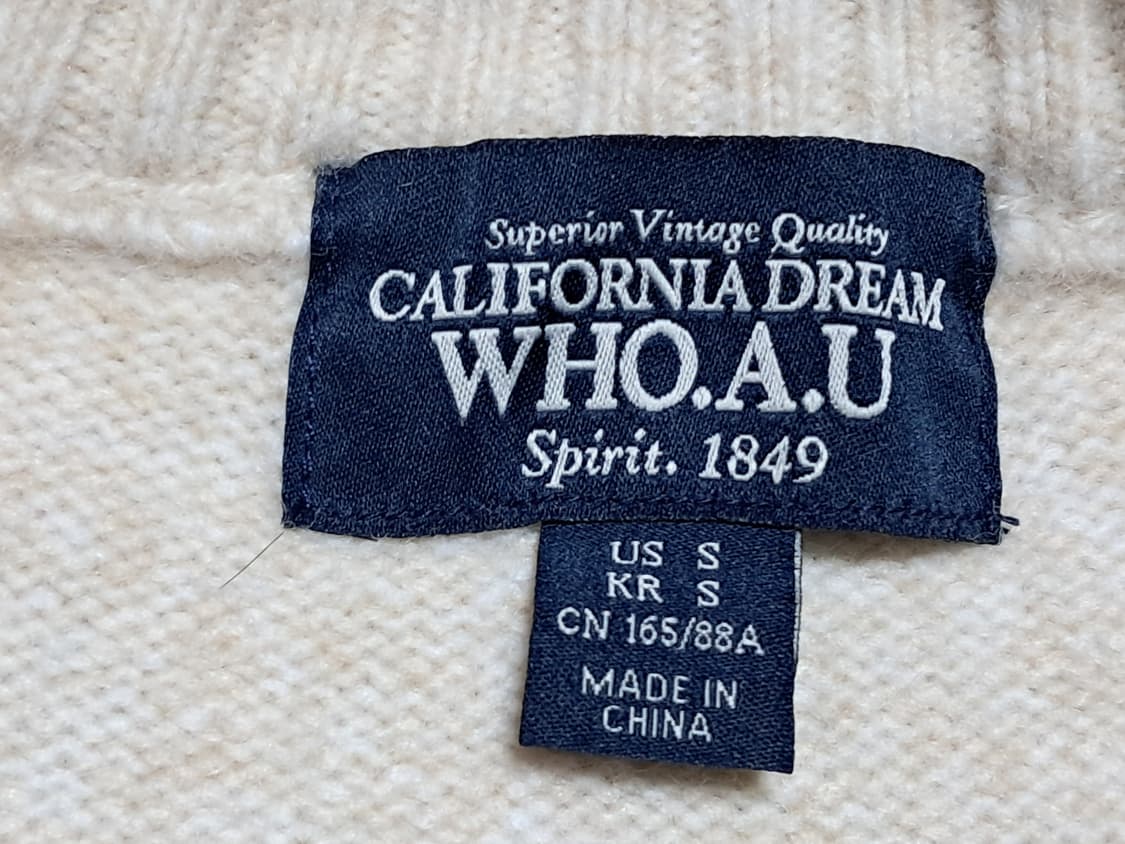 Superior Vintage Quality
CALIFORNIA DREAM
WHO.A.U
Spirit. 1849
US S
KR S
CN 165/88A
MADE IN
CHINA